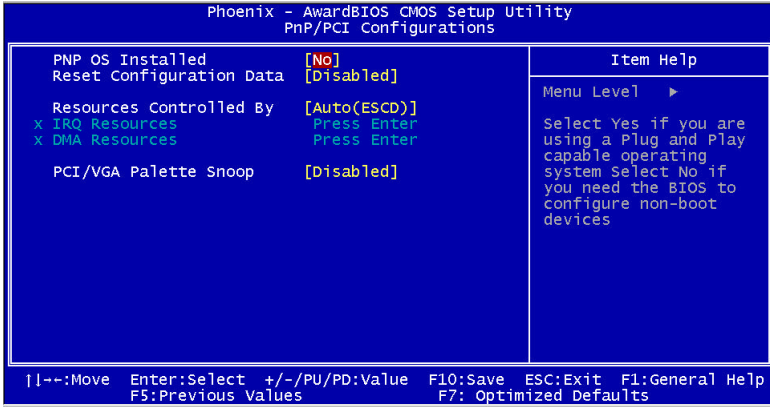 Phoenix - AwardBIOS CMOS Setup Utility
PnP/PCI Configurations
PNP OS Installed [No]
Reset Configuration Data [Disabled]
Resources Controlled By [Auto(ESCD)]
x IRQ Resources Press Enter
x DMA Resources Press Enter
PCI/VGA Palette Snoop [Disabled]
Item Help
Menu Level ▶
Select Yes if you are
using a Plug and Play
capable operating
system Select No if
you need the BIOS to
configure non-boot
devices
↑↓→←:Move Enter:Select +/-/PU/PD:Value F10:Save ESC:Exit F1:General Help
F5:Previous Values F7: Optimized Defaults